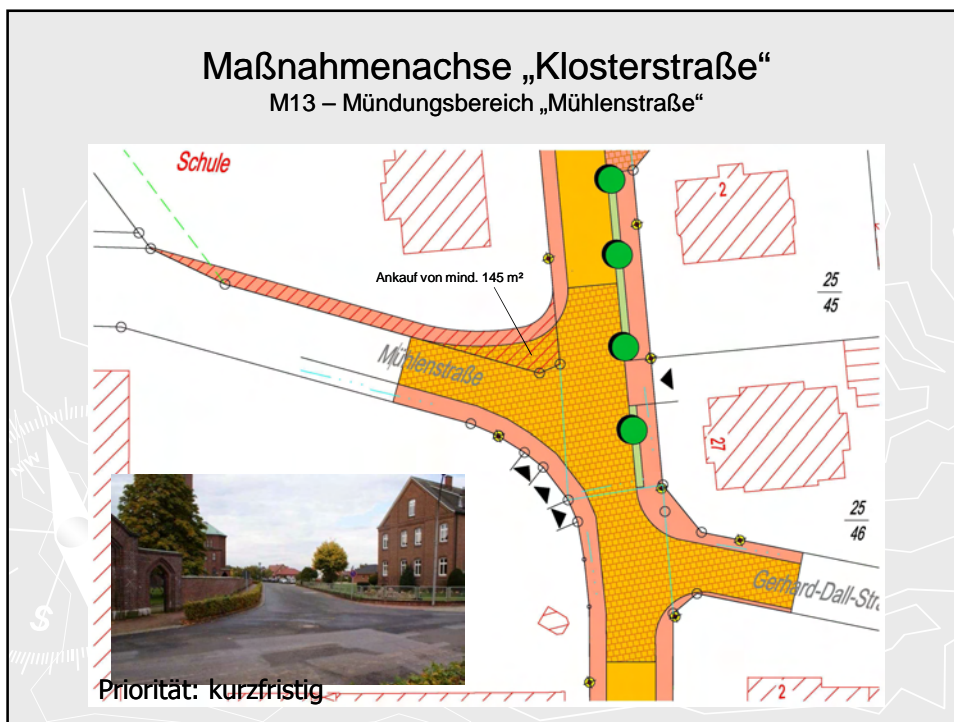 Maßnahmenachse „Klosterstraße“
M13 – Mündungsbereich „Mühlenstraße“
Schule
2
Ankauf von mind. 145 m²
25
45
Mühlenstraße
27
25
46
NW
Gerhard-Dall-Str
S
Priorität: kurzfristig
2